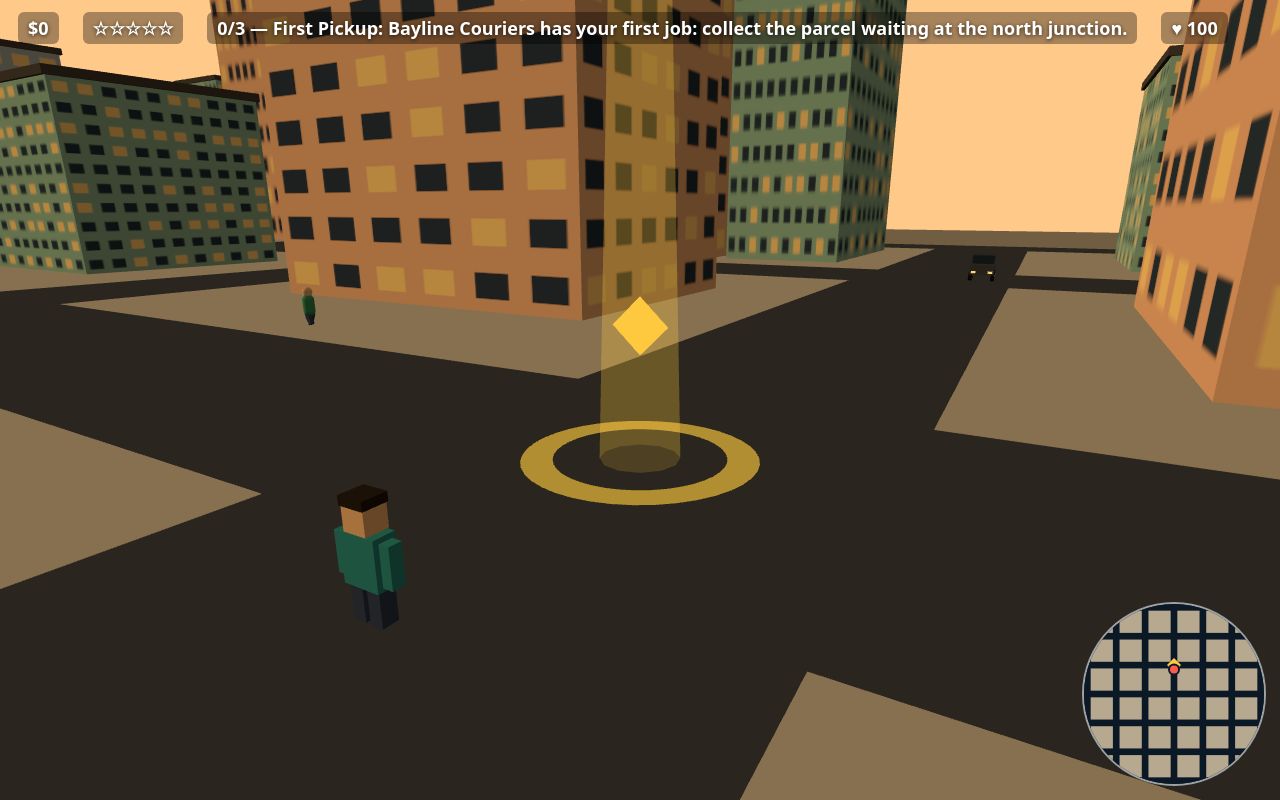 $0
☆☆☆☆☆
0/3 — First Pickup: Bayline Couriers has your first job: collect the parcel waiting at the north junction.
♥ 100